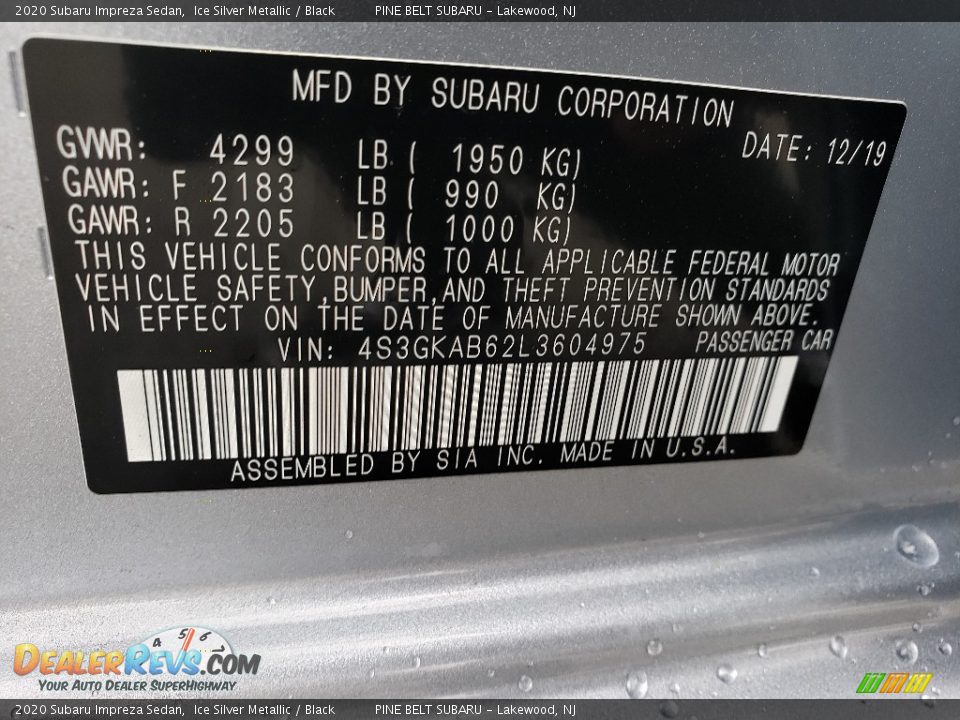 2020 Subaru Impreza Sedan, Ice Silver Metallic / Black PINE BELT SUBARU - Lakewood, NJ
MFD BY SUBARU CORPORATION
DATE: 12/19
GVWR: 4299 LB ( 1950 KG)
GAWR: F 2183 LB ( 990 KG)
GAWR: R 2205 LB ( 1000 KG)
THIS VEHICLE CONFORMS TO ALL APPLICABLE FEDERAL MOTOR
VEHICLE SAFETY,BUMPER,AND THEFT PREVENTION STANDARDS
IN EFFECT ON THE DATE OF MANUFACTURE SHOWN ABOVE.
VIN: 4S3GKAB62L3604975 PASSENGER CAR
ASSEMBLED BY SIA INC. MADE IN U.S.A.
4 5 6
DEALERREVS.COM
YOUR AUTO DEALER SUPERHIGHWAY
2020 Subaru Impreza Sedan, Ice Silver Metallic / Black PINE BELT SUBARU - Lakewood, NJ